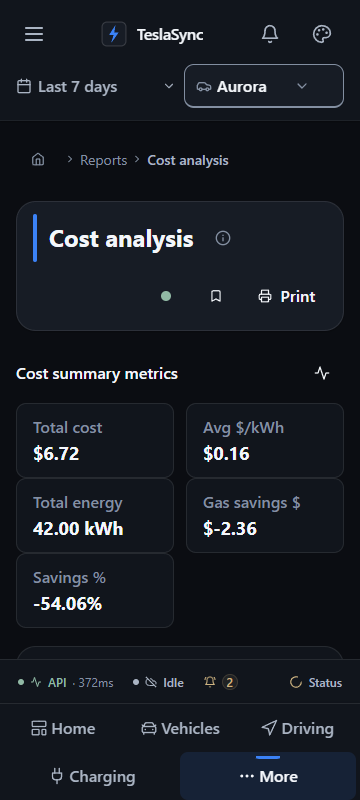 TeslaSync
Last 7 days
Aurora
Reports
Cost analysis
Cost analysis
Print
Cost summary metrics
Total cost
$6.72
Avg $/kWh
$0.16
Total energy
42.00 kWh
Gas savings $
$-2.36
Savings %
-54.06%
API · 372ms
Idle
2
Status
Home
Vehicles
Driving
Charging
More